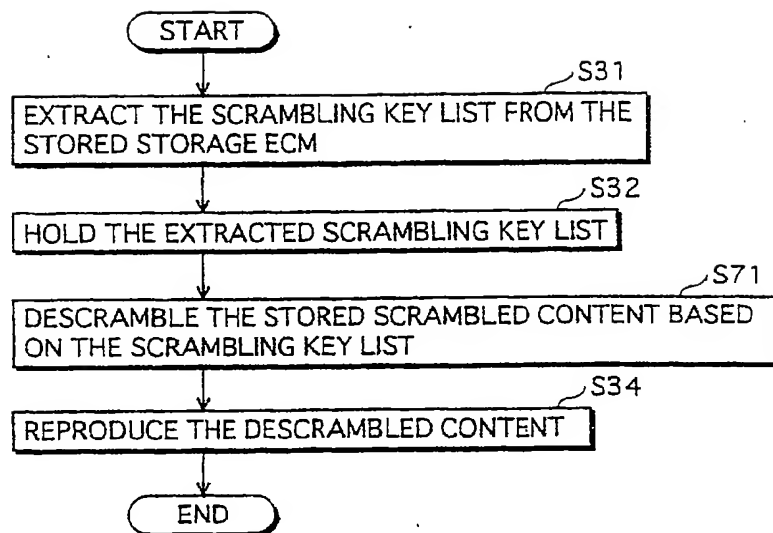 START
S31
EXTRACT THE SCRAMBLING KEY LIST FROM THE
STORED STORAGE ECM
S32
HOLD THE EXTRACTED SCRAMBLING KEY LIST
S71
DESCRAMBLE THE STORED SCRAMBLED CONTENT BASED
ON THE SCRAMBLING KEY LIST
S34
REPRODUCE THE DESCRAMBLED CONTENT
END